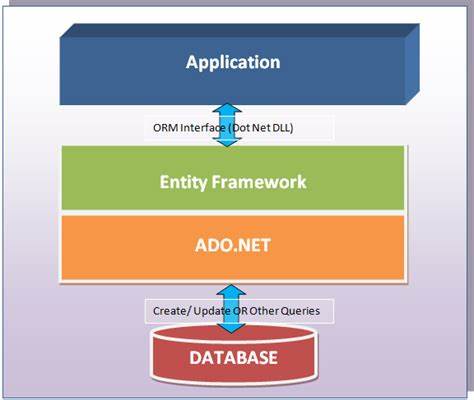 Application
ORM Interface (Dot Net DLL)
Entity Framework
ADO.NET
Create/ Update OR Other Queries
DATABASE